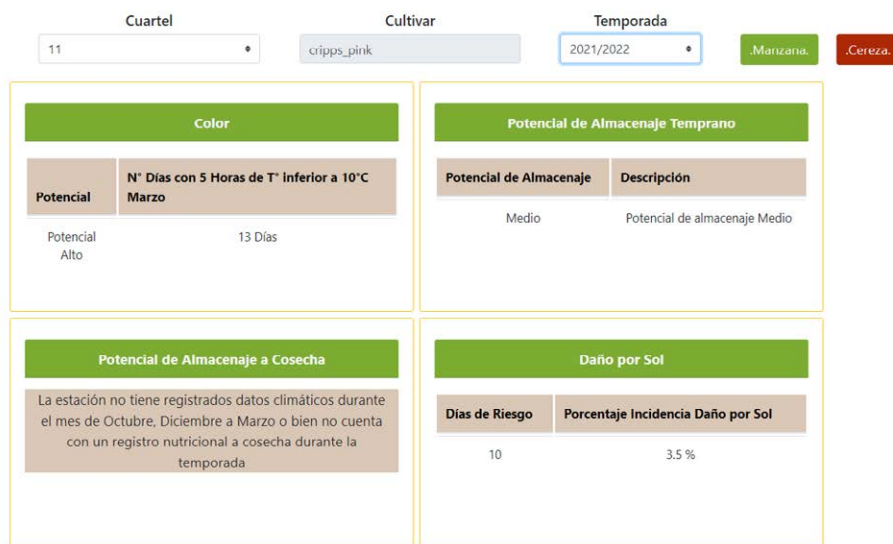 Cuartel
Cultivar
Temporada
11
cripps_pink
2021/2022
.Manzana.
.Cereza.
Color
Potencial
N° Días con 5 Horas de T° inferior a 10°C
Marzo
Potencial
Alto
13 Días
Potencial de Almacenaje Temprano
Potencial de Almacenaje
Descripción
Medio
Potencial de almacenaje Medio
Potencial de Almacenaje a Cosecha
La estación no tiene registrados datos climáticos durante
el mes de Octubre, Diciembre a Marzo o bien no cuenta
con un registro nutricional a cosecha durante la
temporada
Daño por Sol
Días de Riesgo
Porcentaje Incidencia Daño por Sol
10
3.5 %